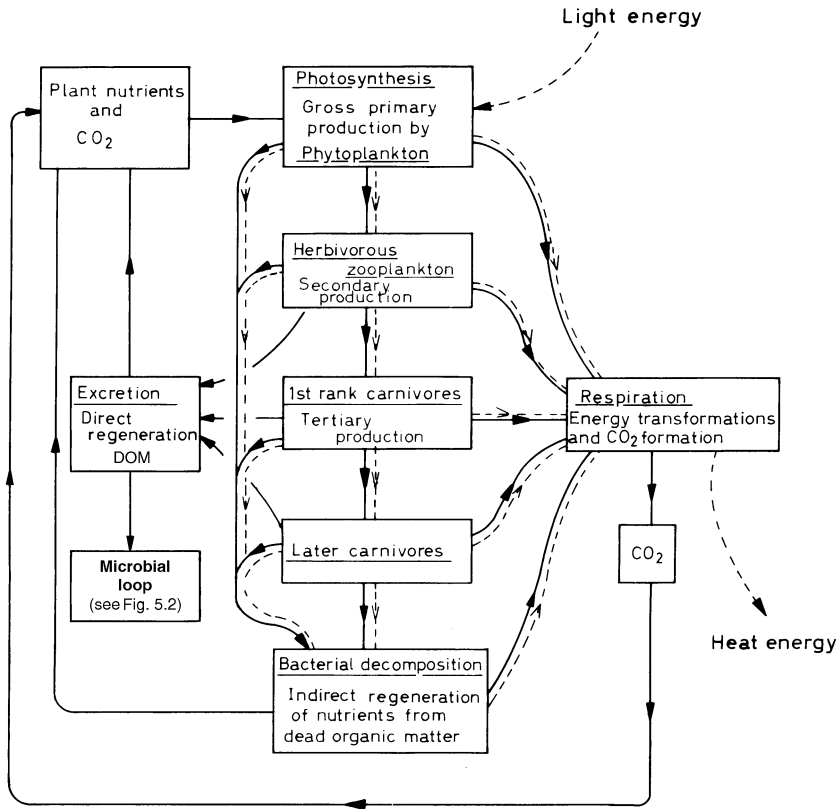 Light energy
Plant nutrients
and
CO₂
Photosynthesis
Gross primary
production by
Phytoplankton
Herbivorous
zooplankton
Secondary
production
Excretion
Direct
regeneration
DOM
1st rank carnivores
Tertiary
production
Respiration
Energy transformations
and CO₂ formation
Microbial
loop
(see Fig. 5.2)
Later carnivores
CO₂
Heat energy
Bacterial decomposition
Indirect regeneration
of nutrients from
dead organic matter